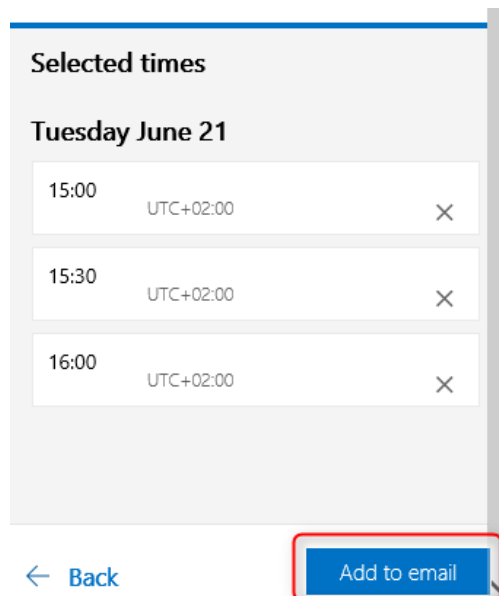 Selected times
Tuesday June 21
15:00
UTC+02:00
15:30
UTC+02:00
16:00
UTC+02:00
Back
Add to email